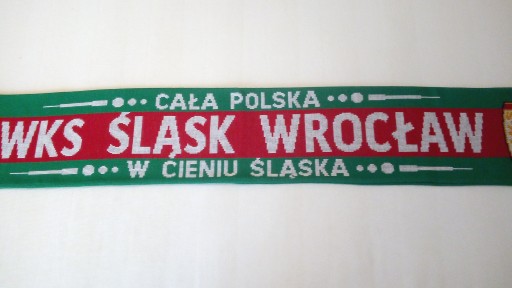 CAŁA POLSKA
WKS ŚLĄSK WROCŁAW
W CIENIU ŚLĄSKA